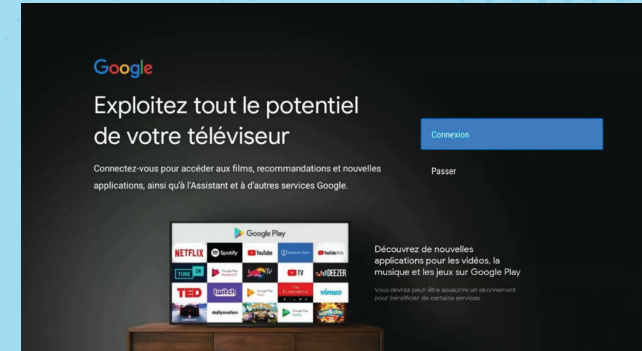 Google
Exploitez tout le potentiel
de votre téléviseur
Connectez-vous pour accéder aux films, recommandations et nouvelles
applications, ainsi qu'à l'Assistant et à d'autres services Google.
Connexion
Passer
Google Play
NETFLIX Spotify YouTube YouTube Kids
TV TV DEEZER
TED twitch vimeo
dailymotion
Découvrez de nouvelles
applications pour les vidéos, la
musique et les jeux sur Google Play
Vous devrez peut-être souscrire un abonnement
pour bénéficier de certains services